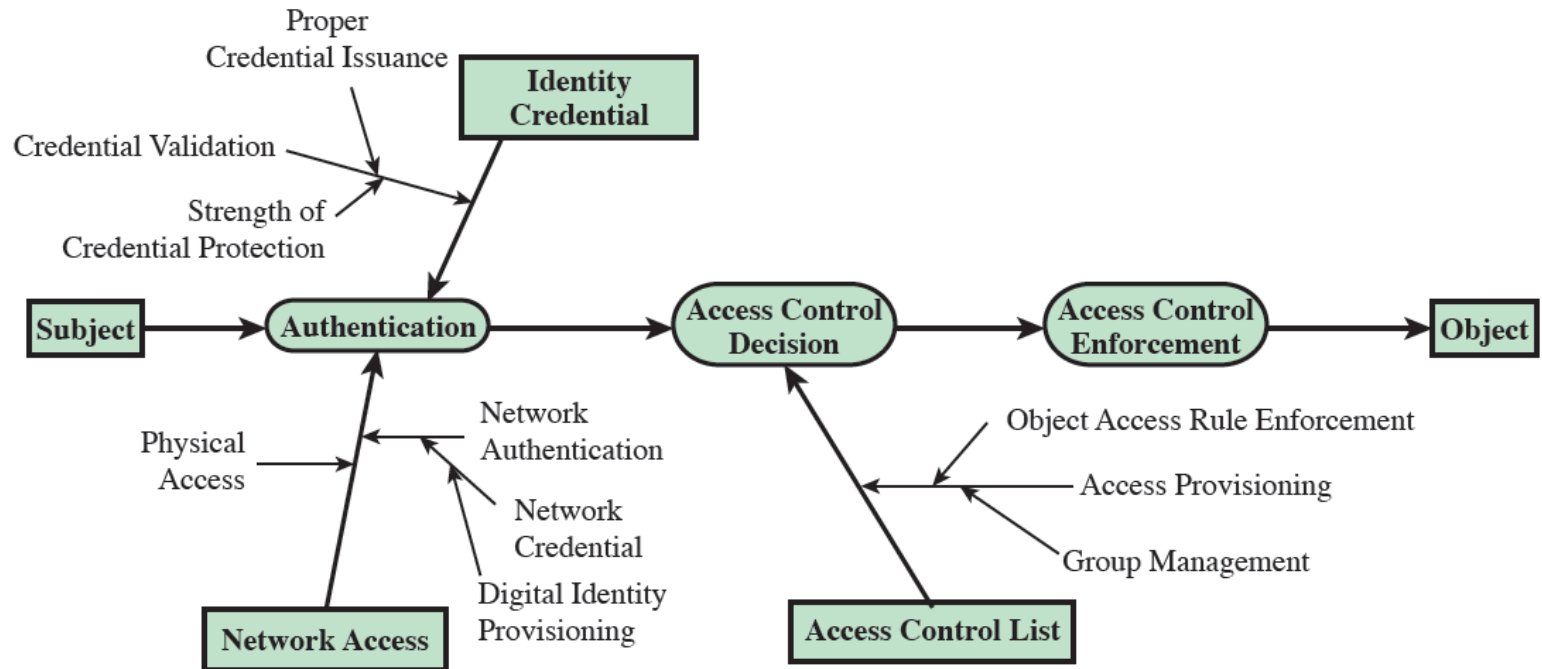 Proper
Credential Issuance
Identity
Credential
Credential Validation
Strength of
Credential Protection
Subject
Authentication
Access Control
Decision
Access Control
Enforcement
Object
Physical
Access
Network
Authentication
Network
Credential
Digital Identity
Provisioning
Network Access
Object Access Rule Enforcement
Access Provisioning
Group Management
Access Control List